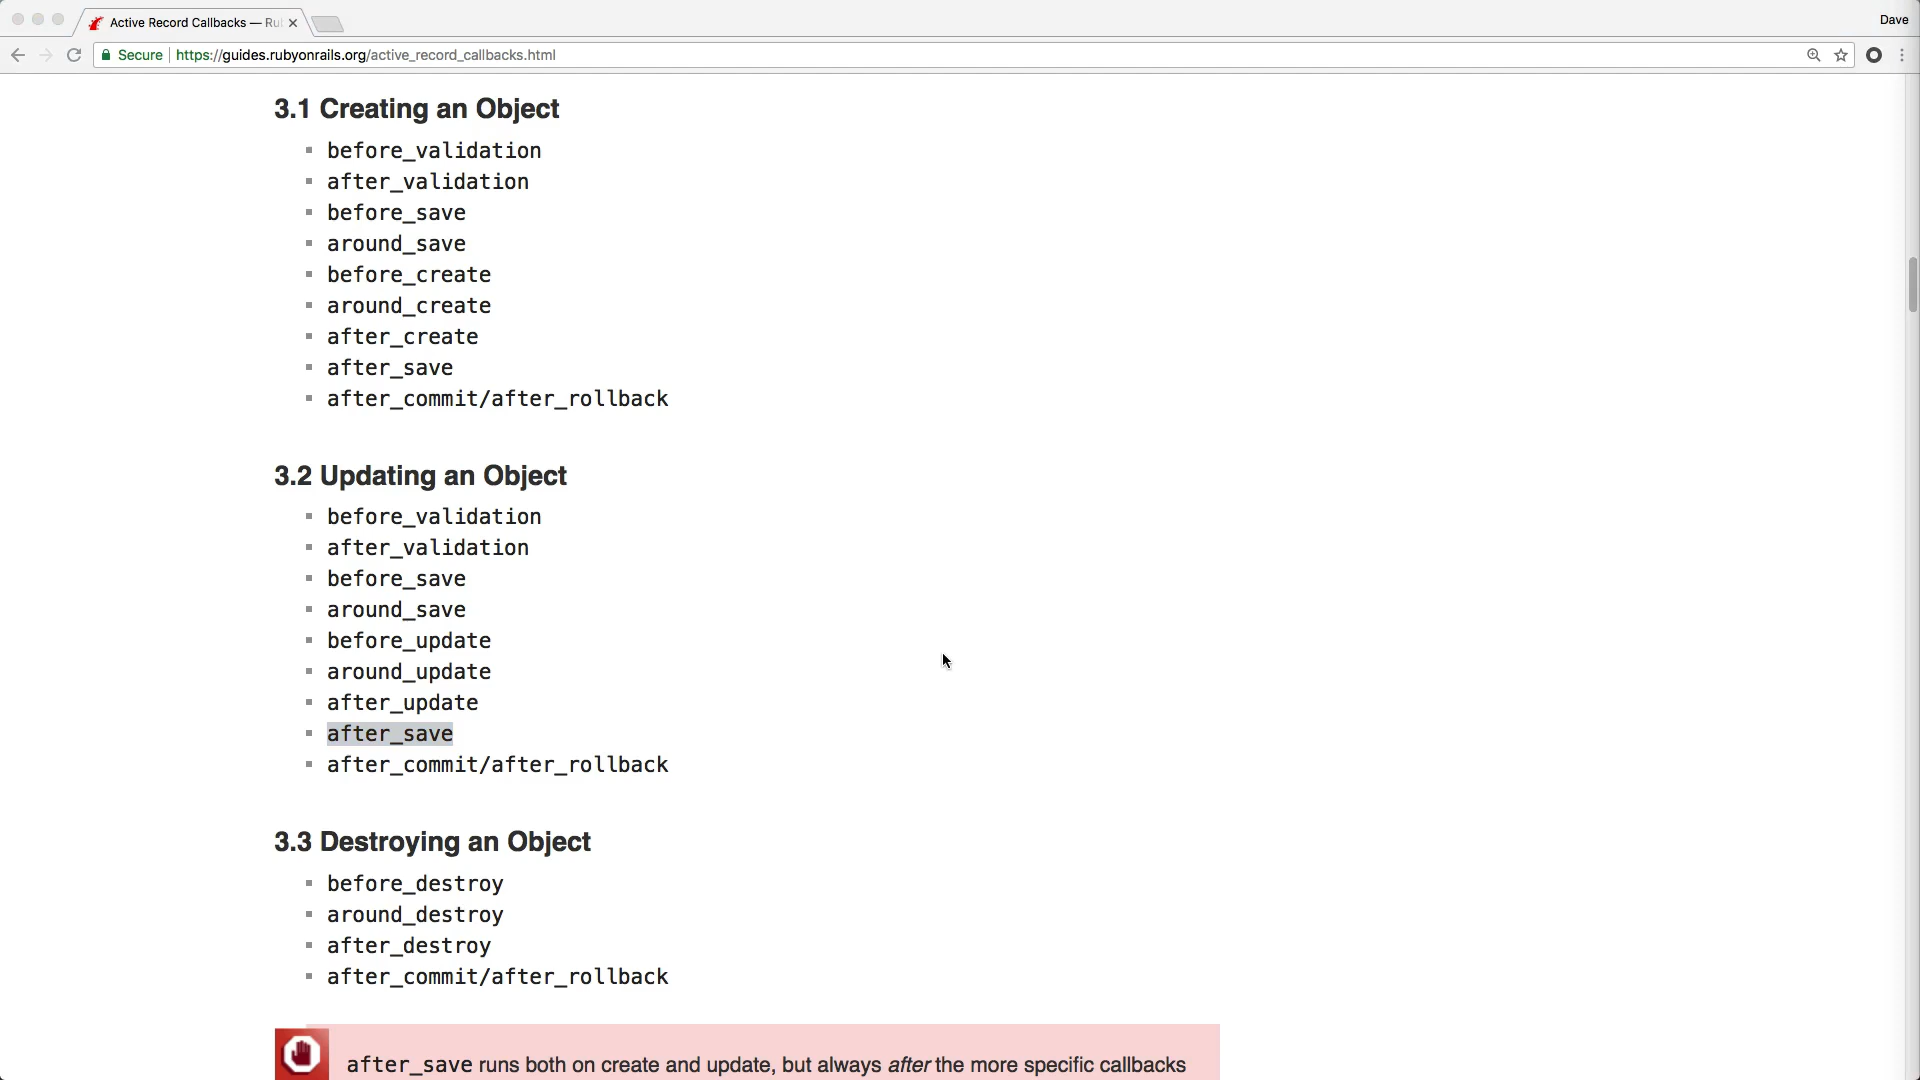 Active Record Callbacks — Ru
Dave
Secure https://guides.rubyonrails.org/active_record_callbacks.html
3.1 Creating an Object
before_validation
after_validation
before_save
around_save
before_create
around_create
after_create
after_save
after_commit/after_rollback
3.2 Updating an Object
before_validation
after_validation
before_save
around_save
before_update
around_update
after_update
after_save
after_commit/after_rollback
3.3 Destroying an Object
before_destroy
around_destroy
after_destroy
after_commit/after_rollback
after_save runs both on create and update, but always after the more specific callbacks